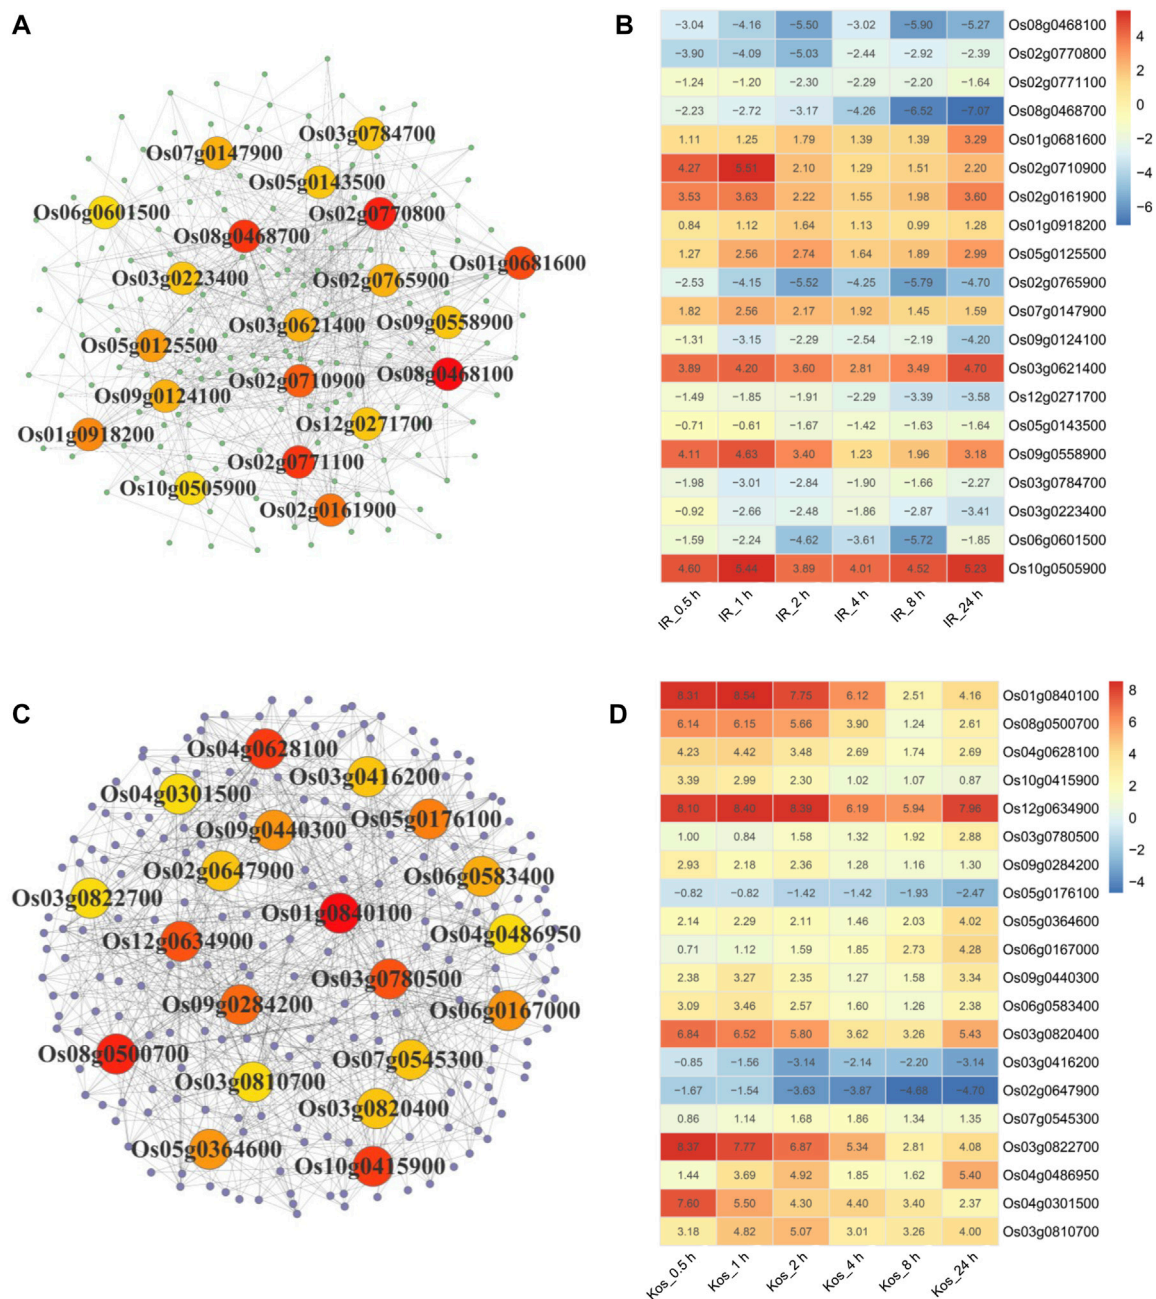 A
Os03g0784700
Os07g0147900
Os05g0143500
Os06g0601500
Os02g0770800
Os08g0468700
Os01g0681600
Os03g0223400
Os02g0765900
Os03g0621400
Os09g0558900
Os05g0125500
Os08g0468100
Os02g0710900
Os09g0124100
Os12g0271700
Os01g0918200
Os02g0771100
Os10g0505900
Os02g0161900
B
−3.04 −4.16 −5.50 −3.02 −5.90 −5.27 Os08g0468100
−3.90 −4.09 −5.03 −2.44 −2.92 −2.39 Os02g0770800
−1.24 −1.20 −2.30 −2.29 −2.20 −1.64 Os02g0771100
−2.23 −2.72 −3.17 −4.26 −6.52 −7.07 Os08g0468700
1.11 1.25 1.79 1.39 1.39 3.29 Os01g0681600
4.27 5.51 2.10 1.29 1.51 2.20 Os02g0710900
3.53 3.63 2.22 1.55 1.98 3.60 Os02g0161900
0.84 1.12 1.64 1.13 0.99 1.28 Os01g0918200
1.27 2.56 2.74 1.64 1.89 2.99 Os05g0125500
−2.53 −4.15 −5.52 −4.25 −5.79 −4.70 Os02g0765900
1.82 2.56 2.17 1.92 1.45 1.59 Os07g0147900
−1.31 −3.15 −2.29 −2.54 −2.19 −4.20 Os09g0124100
3.89 4.20 3.60 2.81 3.49 4.70 Os03g0621400
−1.49 −1.85 −1.91 −2.29 −3.39 −3.58 Os12g0271700
−0.71 −0.61 −1.67 −1.42 −1.63 −1.64 Os05g0143500
4.11 4.63 3.40 1.23 1.96 3.18 Os09g0558900
−1.98 −3.01 −2.84 −1.90 −1.66 −2.27 Os03g0784700
−0.92 −2.66 −2.48 −1.86 −2.87 −3.41 Os03g0223400
−1.59 −2.24 −4.62 −3.61 −5.72 −1.85 Os06g0601500
4.60 5.44 3.89 4.01 4.52 5.23 Os10g0505900
IR_0.5 h IR_1 h IR_2 h IR_4 h IR_8 h IR_24 h
4
2
0
−2
−4
−6
C
Os04g0628100
Os03g0416200
Os04g0301500
Os05g0176100
Os09g0440300
Os02g0647900
Os06g0583400
Os03g0822700
Os01g0840100
Os04g0486950
Os12g0634900
Os03g0780500
Os09g0284200
Os06g0167000
Os08g0500700
Os07g0545300
Os03g0810700
Os03g0820400
Os05g0364600
Os10g0415900
D
8.31 8.54 7.75 6.12 2.51 4.16 Os01g0840100
6.14 6.15 5.66 3.90 1.24 2.61 Os08g0500700
4.23 4.42 3.48 2.69 1.74 2.69 Os04g0628100
3.39 2.99 2.30 1.02 1.07 0.87 Os10g0415900
8.10 8.40 8.39 6.19 5.94 7.96 Os12g0634900
1.00 0.84 1.58 1.32 1.92 2.88 Os03g0780500
2.93 2.18 2.36 1.28 1.16 1.30 Os09g0284200
−0.82 −0.82 −1.42 −1.42 −1.93 −2.47 Os05g0176100
2.14 2.29 2.11 1.46 2.03 4.02 Os05g0364600
0.71 1.12 1.59 1.85 2.73 4.28 Os06g0167000
2.38 3.27 2.35 1.27 1.58 3.34 Os09g0440300
3.09 3.46 2.57 1.60 1.26 2.38 Os06g0583400
6.84 6.52 5.80 3.62 3.26 5.43 Os03g0820400
−0.85 −1.56 −3.14 −2.14 −2.20 −3.14 Os03g0416200
−1.67 −1.54 −3.63 −3.87 −4.68 −4.70 Os02g0647900
0.86 1.14 1.68 1.86 1.34 1.35 Os07g0545300
8.37 7.77 6.87 5.34 2.81 4.08 Os03g0822700
1.44 3.69 4.92 1.85 1.62 5.40 Os04g0486950
7.60 5.50 4.30 4.40 3.40 2.37 Os04g0301500
3.18 4.82 5.07 3.01 3.26 4.00 Os03g0810700
Kos_0.5 h Kos_1 h Kos_2 h Kos_4 h Kos_8 h Kos_24 h
8
6
4
2
0
−2
−4